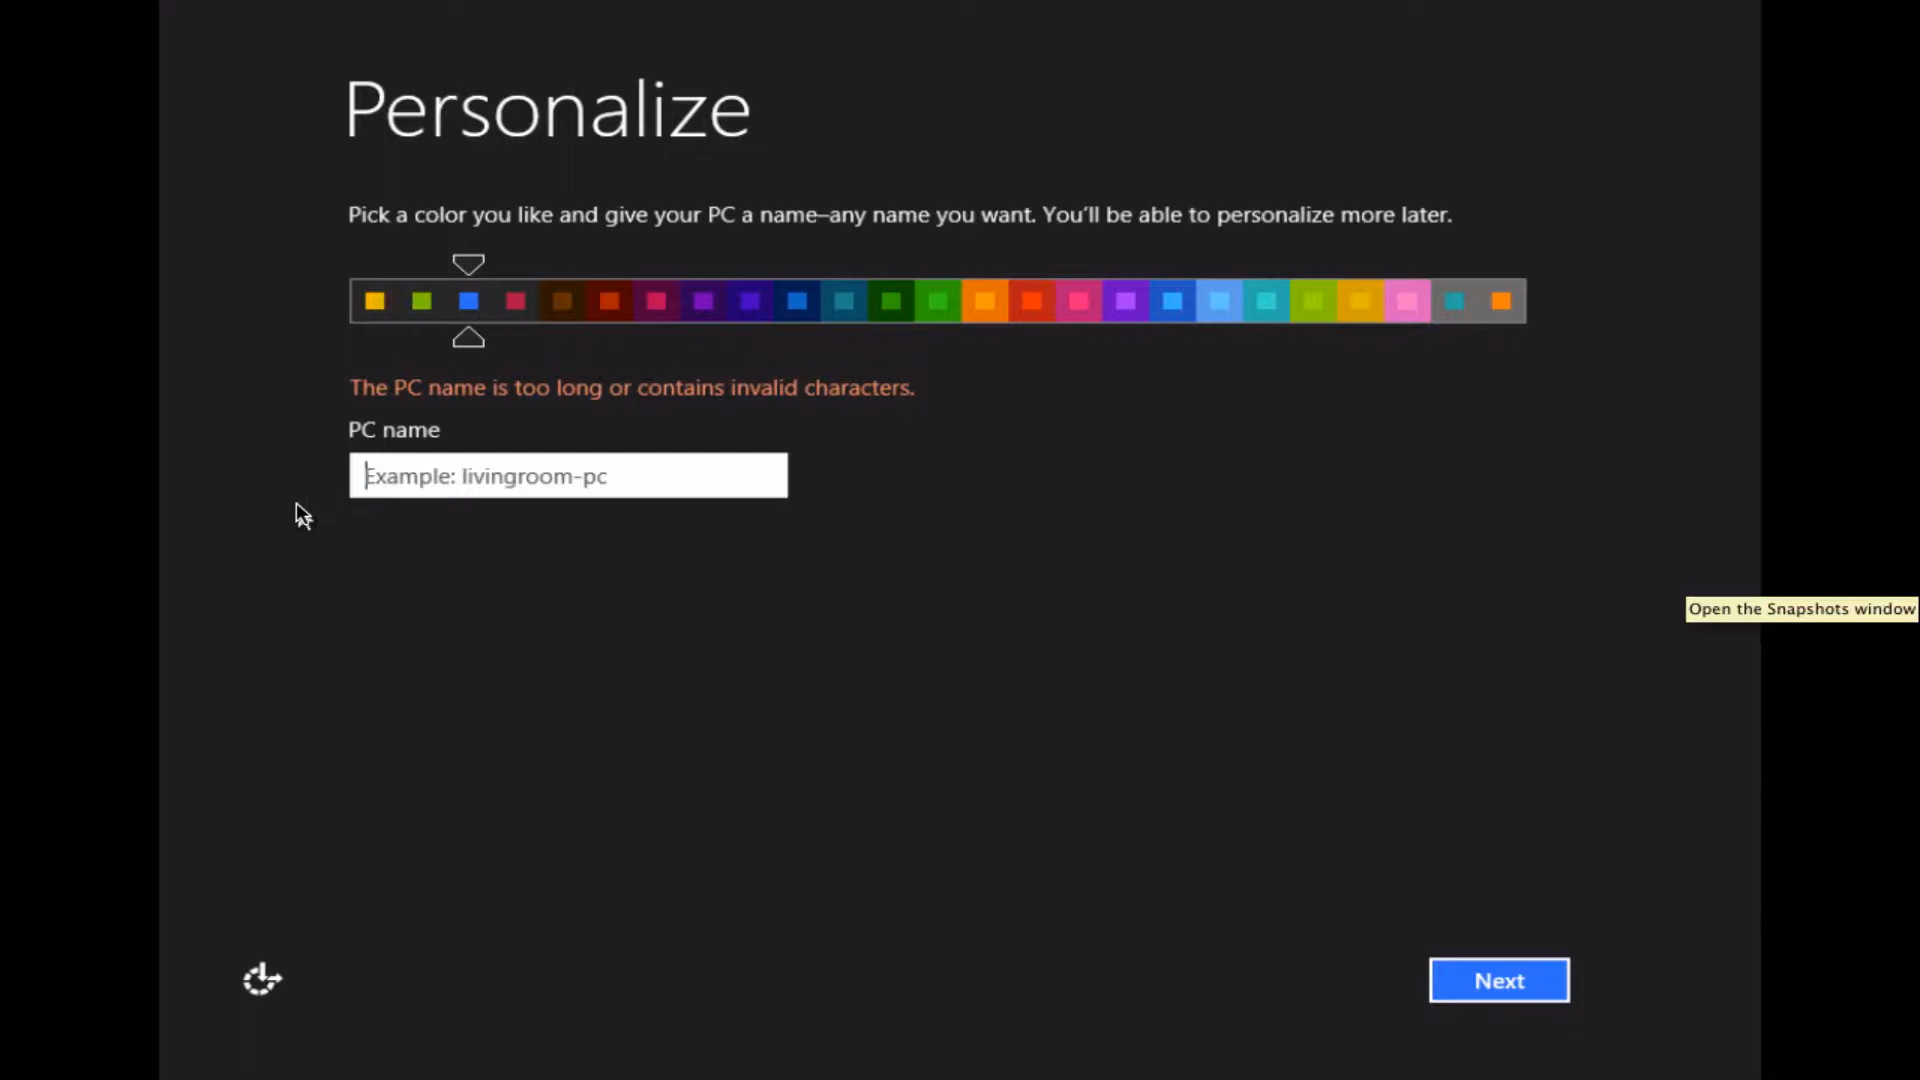 Personalize
Pick a color you like and give your PC a name–any name you want. You'll be able to personalize more later.
The PC name is too long or contains invalid characters.
PC name
Example: livingroom-pc
Open the Snapshots window
Next